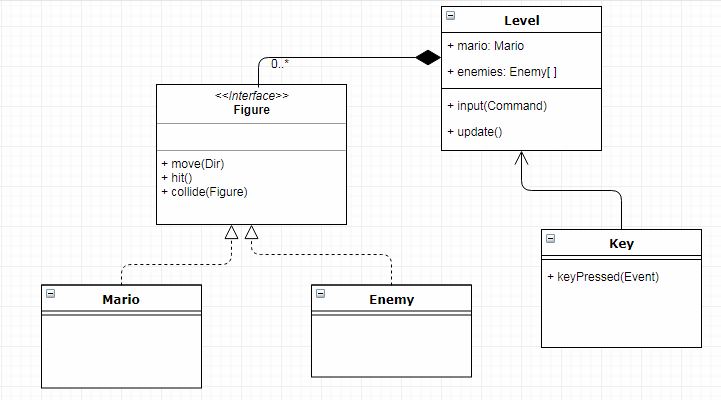 Level
+ mario: Mario
+ enemies: Enemy[ ]
+ input(Command)
+ update()
0..*
<<Interface>>
Figure
+ move(Dir)
+ hit()
+ collide(Figure)
Key
+ keyPressed(Event)
Mario
Enemy